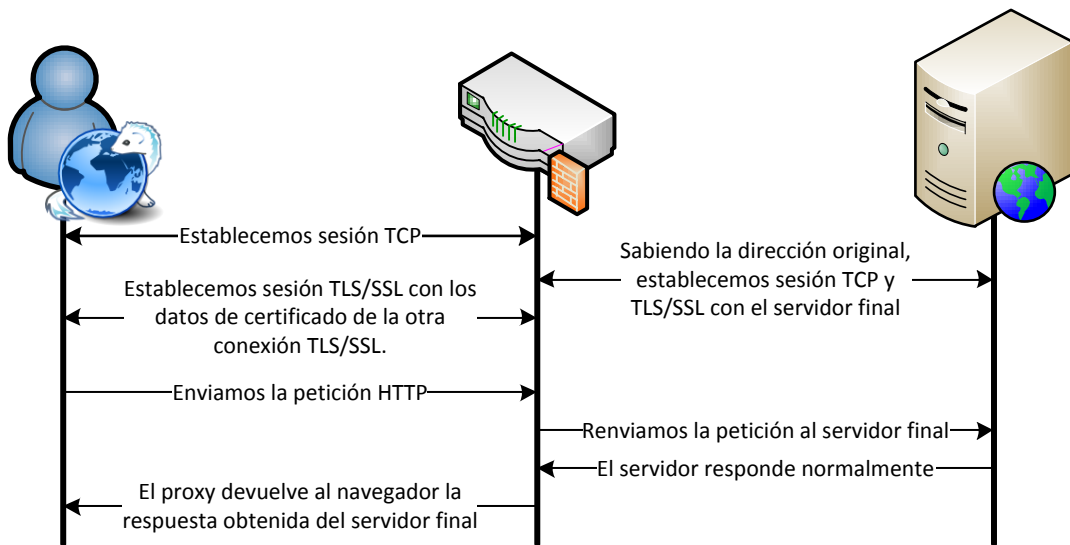 Establecemos sesión TCP
Sabiendo la dirección original,
establecemos sesión TCP y
TLS/SSL con el servidor final
Establecemos sesión TLS/SSL con los
datos de certificado de la otra
conexión TLS/SSL.
Enviamos la petición HTTP
Renviamos la petición al servidor final
El servidor responde normalmente
El proxy devuelve al navegador la
respuesta obtenida del servidor final